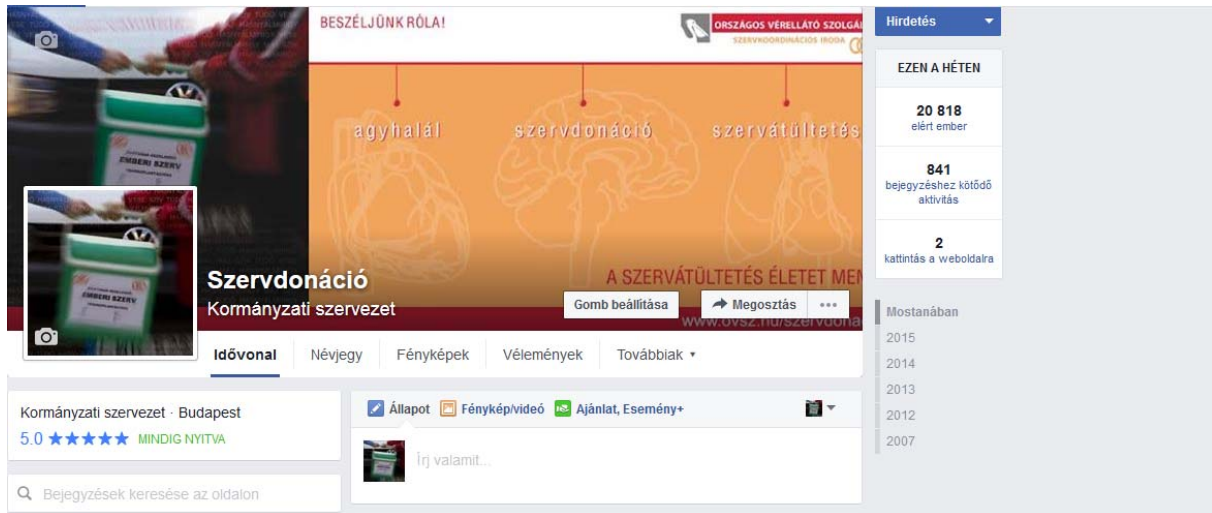 BESZÉLJÜNK RÓLA!
ORSZÁGOS VÉRELLÁTÓ SZOLGÁL
SZERVKOORDINÁCIÓS IRODA
agyhalál
szervdonáció
szervátültetés
EMBERI SZERV
A SZERVÁTÜLTETÉS ÉLETET MEN
www.ovsz.hu/szervdona
EMBERI SZERV
Szervdonáció
Kormányzati szervezet
Gomb beállítása
Megosztás
Idővonal Névjegy Fényképek Vélemények Továbbiak
Kormányzati szervezet · Budapest
5.0 MINDIG NYITVA
Bejegyzések keresése az oldalon
Állapot Fénykép/videó Ajánlat, Esemény+
Írj valamit...
Hirdetés
EZEN A HÉTEN
20 818
elért ember
841
bejegyzéshez kötődő
aktivitás
2
kattintás a weboldalra
Mostanában
2015
2014
2013
2012
2007